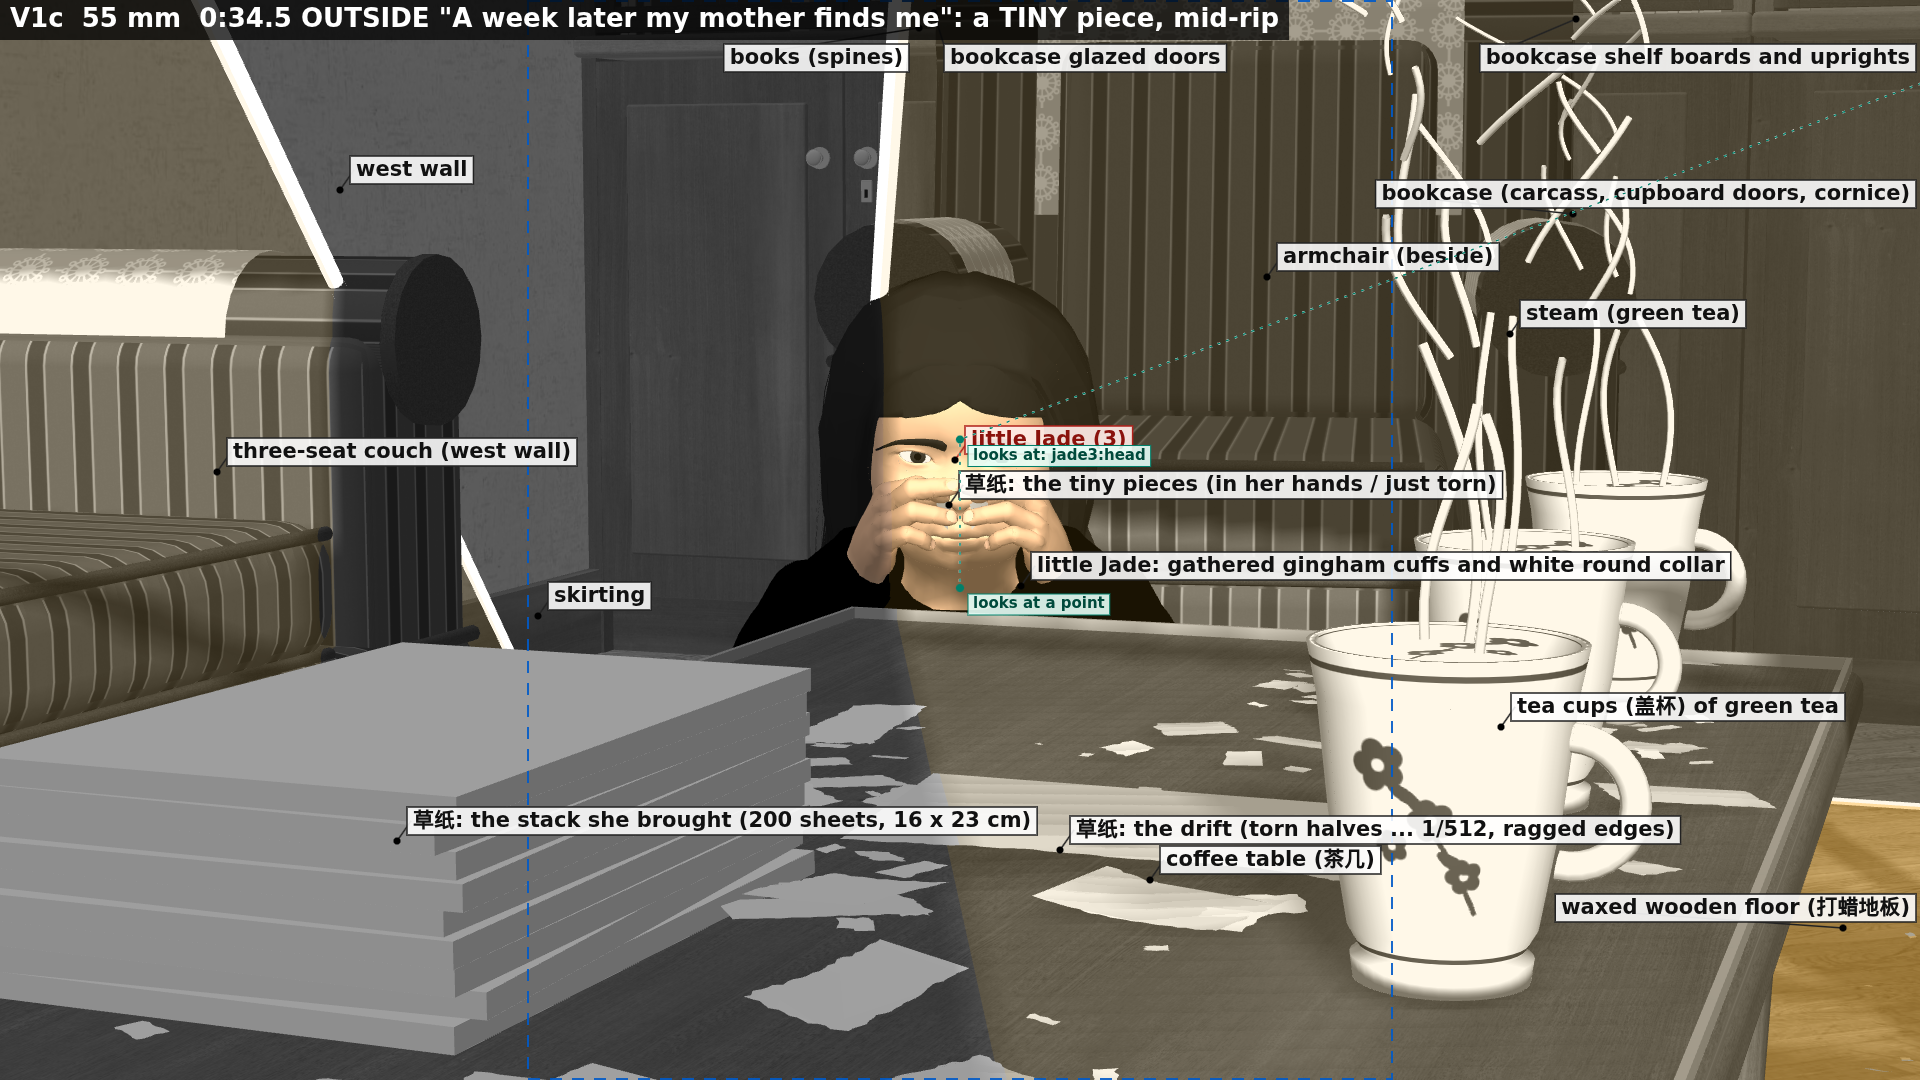 V1c 55 mm 0:34.5 OUTSIDE "A week later my mother finds me": a TINY piece, mid-rip
books (spines)
bookcase glazed doors
bookcase shelf boards and uprights
west wall
bookcase (carcass, cupboard doors, cornice)
armchair (beside)
steam (green tea)
little Jade (3)
three-seat couch (west wall)
looks at: jade3:head
草纸: the tiny pieces (in her hands / just torn)
little Jade: gathered gingham cuffs and white round collar
skirting
looks at a point
tea cups (盖杯) of green tea
草纸: the stack she brought (200 sheets, 16 x 23 cm)
草纸: the drift (torn halves ... 1/512, ragged edges)
coffee table (茶几)
waxed wooden floor (打蜡地板)